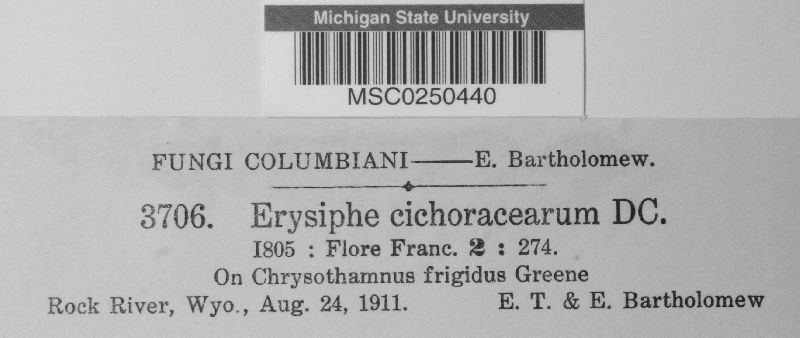 Michigan State University
MSC0250440
FUNGI COLUMBIANI——E. Bartholomew.
3706. Erysiphe cichoracearum DC.
1805 : Flore Franc. 2 : 274.
On Chrysothamnus frigidus Greene
Rock River, Wyo., Aug. 24, 1911. E. T. & E. Bartholomew